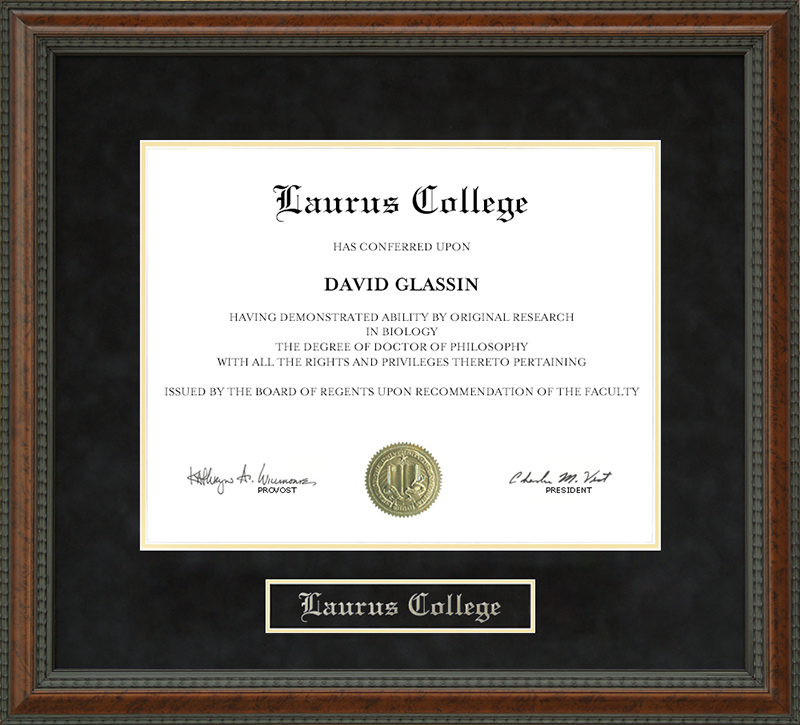 Laurus College
HAS CONFERRED UPON
DAVID GLASSIN
HAVING DEMONSTRATED ABILITY BY ORIGINAL RESEARCH
IN BIOLOGY
THE DEGREE OF DOCTOR OF PHILOSOPHY
WITH ALL THE RIGHTS AND PRIVILEGES THERETO PERTAINING
ISSUED BY THE BOARD OF REGENTS UPON RECOMMENDATION OF THE FACULTY
Charles M. Vest
PROVOST
PRESIDENT
Laurus College